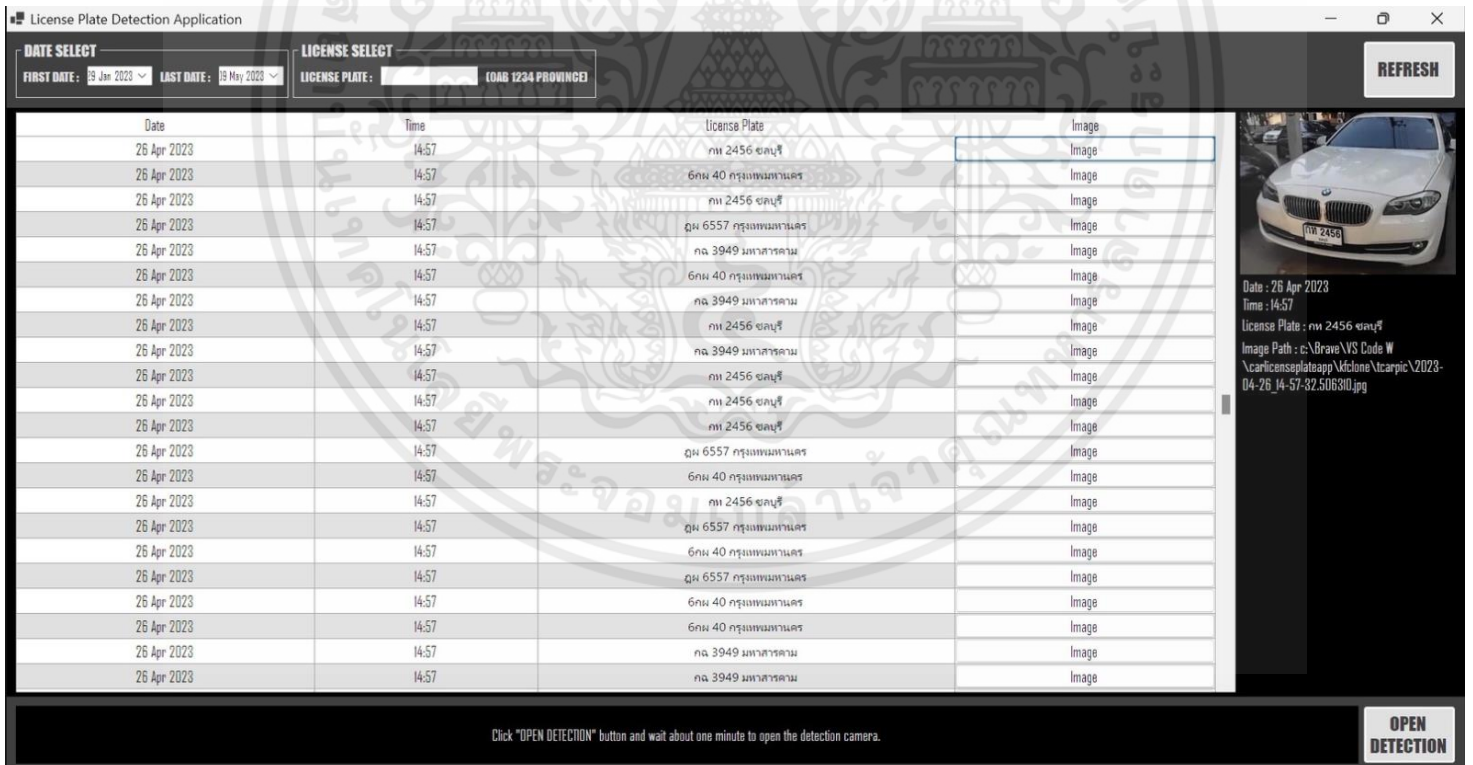 License Plate Detection Application
DATE SELECT
FIRST DATE : 29 Jan 2023 LAST DATE : 09 May 2023
LICENSE SELECT
LICENSE PLATE : (0AB 1234 PROVINCE)
REFRESH
Date Time License Plate Image
26 Apr 2023 14:57 กท 2456 ชลบุรี Image
26 Apr 2023 14:57 6กผ 40 กรุงเทพมหานคร Image
26 Apr 2023 14:57 กท 2456 ชลบุรี Image
26 Apr 2023 14:57 ฎผ 6557 กรุงเทพมหานคร Image
26 Apr 2023 14:57 กฉ 3949 มหาสารคาม Image
26 Apr 2023 14:57 6กผ 40 กรุงเทพมหานคร Image
26 Apr 2023 14:57 กฉ 3949 มหาสารคาม Image
26 Apr 2023 14:57 กท 2456 ชลบุรี Image
26 Apr 2023 14:57 กฉ 3949 มหาสารคาม Image
26 Apr 2023 14:57 กท 2456 ชลบุรี Image
26 Apr 2023 14:57 กท 2456 ชลบุรี Image
26 Apr 2023 14:57 กท 2456 ชลบุรี Image
26 Apr 2023 14:57 ฎผ 6557 กรุงเทพมหานคร Image
26 Apr 2023 14:57 6กผ 40 กรุงเทพมหานคร Image
26 Apr 2023 14:57 กท 2456 ชลบุรี Image
26 Apr 2023 14:57 ฎผ 6557 กรุงเทพมหานคร Image
26 Apr 2023 14:57 6กผ 40 กรุงเทพมหานคร Image
26 Apr 2023 14:57 ฎผ 6557 กรุงเทพมหานคร Image
26 Apr 2023 14:57 6กผ 40 กรุงเทพมหานคร Image
26 Apr 2023 14:57 6กผ 40 กรุงเทพมหานคร Image
26 Apr 2023 14:57 กฉ 3949 มหาสารคาม Image
26 Apr 2023 14:57 กฉ 3949 มหาสารคาม Image
กท 2456
Date : 26 Apr 2023
Time : 14:57
License Plate : กท 2456 ชลบุรี
Image Path : c:\Brave\VS Code W
\carlicenseplateapp\kfclone\tcarpic\2023-
04-26_14-57-32.506310.jpg
Click "OPEN DETECTION" button and wait about one minute to open the detection camera.
OPEN
DETECTION